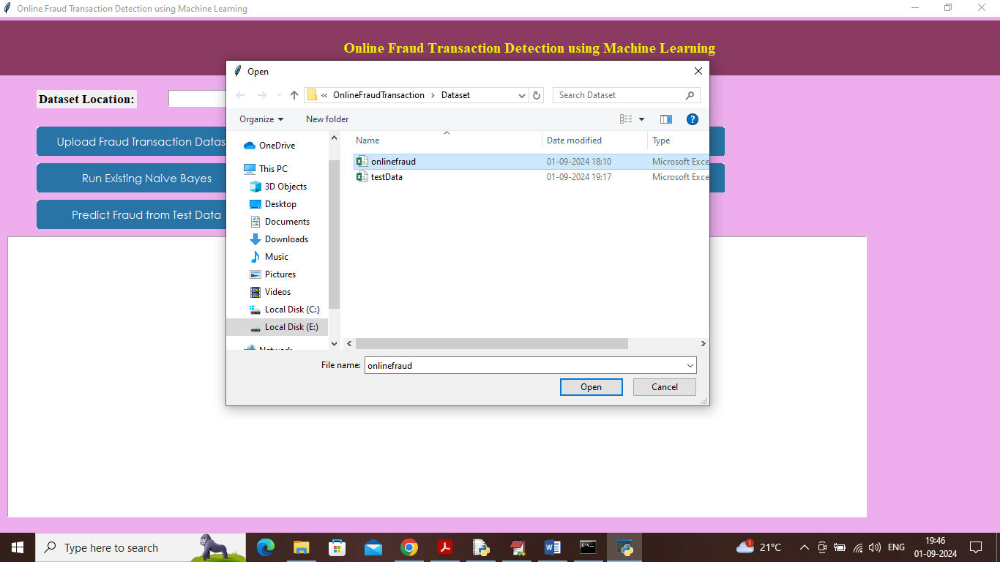 Online Fraud Transaction Detection using Machine Learning
Online Fraud Transaction Detection using Machine Learning
Open
OnlineFraudTransaction
Dataset
Search Dataset
Dataset Location:
Organize
New folder
Upload Fraud Transaction Datas
Name
Date modified
Type
OneDrive
onlinefraud
01-09-2024 18:10
Microsoft Exce
testData
01-09-2024 19:17
Microsoft Exce
This PC
3D Objects
Desktop
Documents
Downloads
Music
Pictures
Videos
Local Disk (C:)
Local Disk (E:)
Network
Run Existing Naive Bayes
Predict Fraud from Test Data
File name:
onlinefraud
Open
Cancel
Type here to search
1
21°C
ENG
19:46
01-09-2024